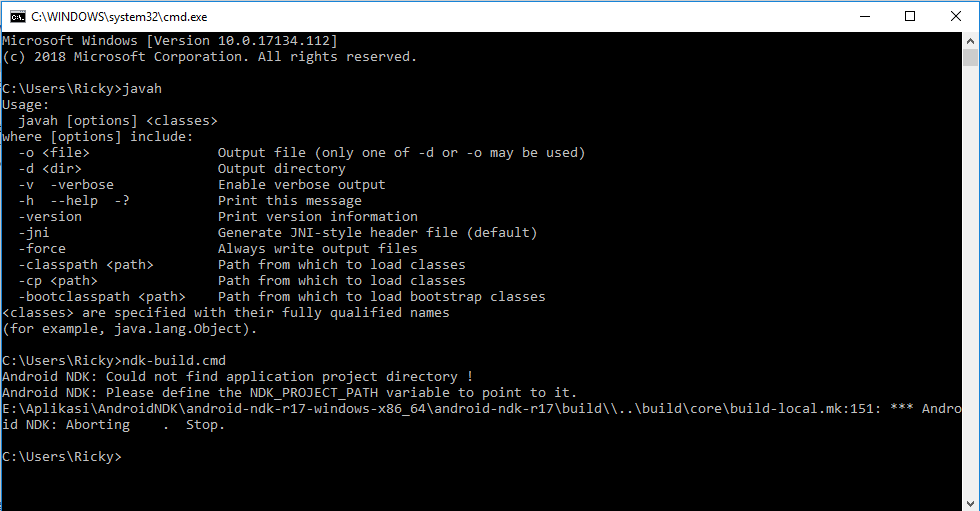 C:\WINDOWS\system32\cmd.exe
Microsoft Windows [Version 10.0.17134.112]
(c) 2018 Microsoft Corporation. All rights reserved.
C:\Users\Ricky>javah
Usage:
  javah [options] <classes>
where [options] include:
  -o <file>                Output file (only one of -d or -o may be used)
  -d <dir>                 Output directory
  -v  -verbose             Enable verbose output
  -h  --help  -?           Print this message
  -version                 Print version information
  -jni                     Generate JNI-style header file (default)
  -force                   Always write output files
  -classpath <path>        Path from which to load classes
  -cp <path>               Path from which to load classes
  -bootclasspath <path>    Path from which to load bootstrap classes
<classes> are specified with their fully qualified names
(for example, java.lang.Object).
C:\Users\Ricky>ndk-build.cmd
Android NDK: Could not find application project directory !
Android NDK: Please define the NDK_PROJECT_PATH variable to point to it.
E:\Aplikasi\AndroidNDK\android-ndk-r17-windows-x86_64\android-ndk-r17\build\\..\build\core\build-local.mk:151: *** Andro
id NDK: Aborting    .  Stop.
C:\Users\Ricky>